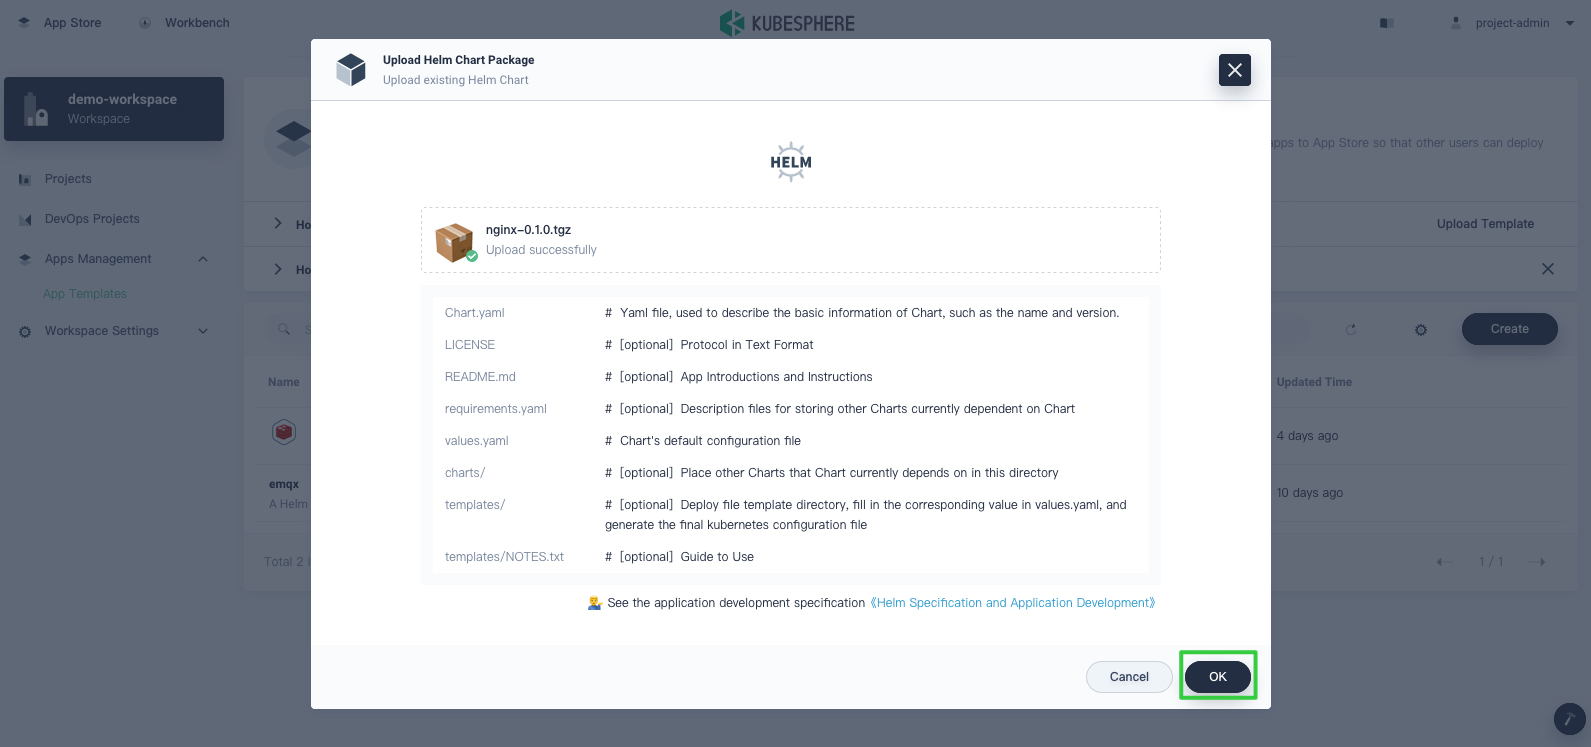 App Store
Workbench
KUBESPHERE
project-admin
Upload Helm Chart Package
Upload existing Helm Chart
demo-workspace
Workspace
Projects
DevOps Projects
Apps Management
App Templates
Workspace Settings
apps to App Store so that other users can deploy
Ho
Upload Template
Ho
HELM
nginx-0.1.0.tgz
Upload successfully
Chart.yaml # Yaml file, used to describe the basic information of Chart, such as the name and version.
LICENSE # [optional] Protocol in Text Format
README.md # [optional] App Introductions and Instructions
requirements.yaml # [optional] Description files for storing other Charts currently dependent on Chart
values.yaml # Chart's default configuration file
charts/ # [optional] Place other Charts that Chart currently depends on in this directory
templates/ # [optional] Deploy file template directory, fill in the corresponding value in values.yaml, and
generate the final kubernetes configuration file
templates/NOTES.txt # [optional] Guide to Use
See the application development specification 《Helm Specification and Application Development》
Cancel
OK
Create
Name
Updated Time
4 days ago
emqx
A Helm
10 days ago
Total 2
1 / 1